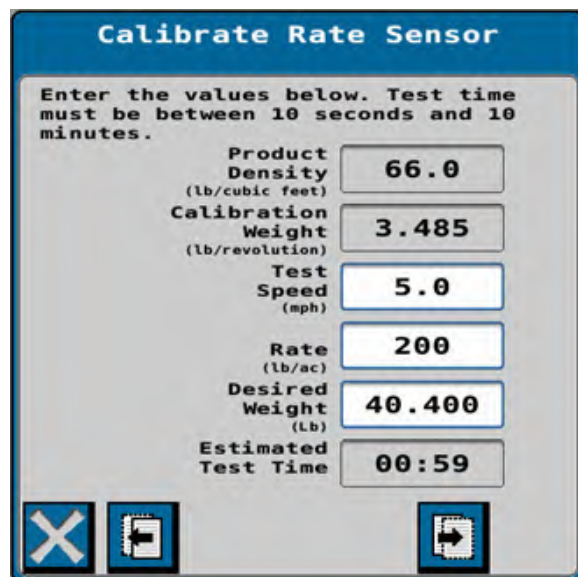 Calibrate Rate Sensor
Enter the values below. Test time
must be between 10 seconds and 10
minutes.
Product
Density
(lb/cubic feet)
66.0
Calibration
Weight
(lb/revolution)
3.485
Test
Speed
(mph)
5.0
Rate
(lb/ac)
200
Desired
Weight
(Lb)
40.400
Estimated
Test Time
00:59